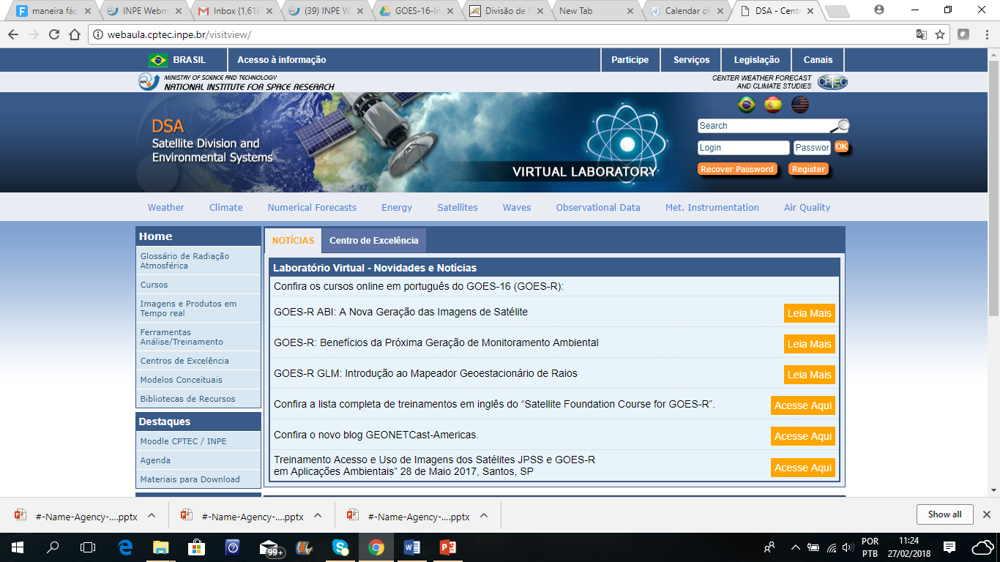 maneira fác
INPE Webm
Inbox (1,618
(39) INPE W
GOES-16-In
Divisão de S
New Tab
Calendar of
DSA - Centr
webaula.cptec.inpe.br/visitview/
BRASIL
Acesso à informação
Participe
Serviços
Legislação
Canais
MINISTRY OF SCIENCE AND TECHNOLOGY
NATIONAL INSTITUTE FOR SPACE RESEARCH
CENTER WEATHER FORECAST
AND CLIMATE STUDIES
CPTEC
DSA
Satellite Division and
Environmental Systems
VIRTUAL LABORATORY
Search
Login
Passwor
OK
Recover Password
Register
Weather
Climate
Numerical Forecasts
Energy
Satellites
Waves
Observational Data
Met. Instrumentation
Air Quality
Home
Glossário de Radiação
Atmosférica
Cursos
Imagens e Produtos em
Tempo real
Ferramentas
Análise/Treinamento
Centros de Excelência
Modelos Conceituais
Bibliotecas de Recursos
Destaques
Moodle CPTEC / INPE
Agenda
Materiais para Download
NOTÍCIAS
Centro de Excelência
Laboratório Virtual - Novidades e Notícias
Confira os cursos online em português do GOES-16 (GOES-R):
GOES-R ABI: A Nova Geração das Imagens de Satélite
Leia Mais
GOES-R: Benefícios da Próxima Geração de Monitoramento Ambiental
Leia Mais
GOES-R GLM: Introdução ao Mapeador Geoestacionário de Raios
Leia Mais
Confira a lista completa de treinamentos em inglês do “Satellite Foundation Course for GOES-R”.
Acesse Aqui
Confira o novo blog GEONETCast-Americas.
Acesse Aqui
Treinamento Acesso e Uso de Imagens dos Satélites JPSS e GOES-R
em Aplicações Ambientais” 28 de Maio 2017, Santos, SP
Acesse Aqui
#-Name-Agency-....pptx
#-Name-Agency-....pptx
#-Name-Agency-....pptx
Show all
99+
POR
PTB
11:24
27/02/2018